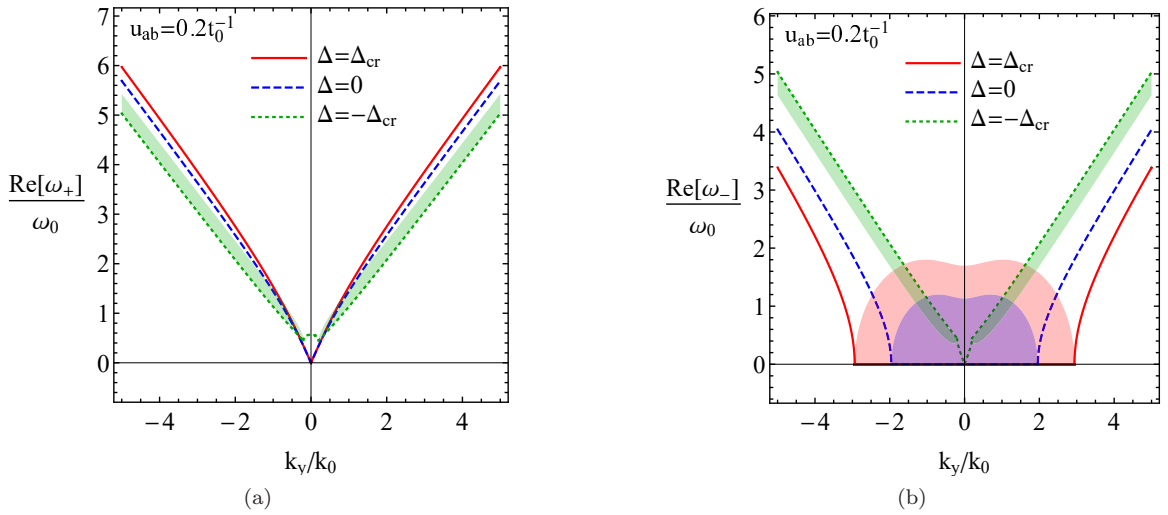 u_ab=0.2t_0^-1
Δ=Δ_cr
Δ=0
Δ=−Δ_cr
7
6
5
4
3
2
1
0
Re[ω_+]
ω_0
−4 −2 0 2 4
k_y/k_0
(a)
u_ab=0.2t_0^-1
Δ=Δ_cr
Δ=0
Δ=−Δ_cr
6
5
4
3
2
1
0
Re[ω_−]
ω_0
−4 −2 0 2 4
k_y/k_0
(b)